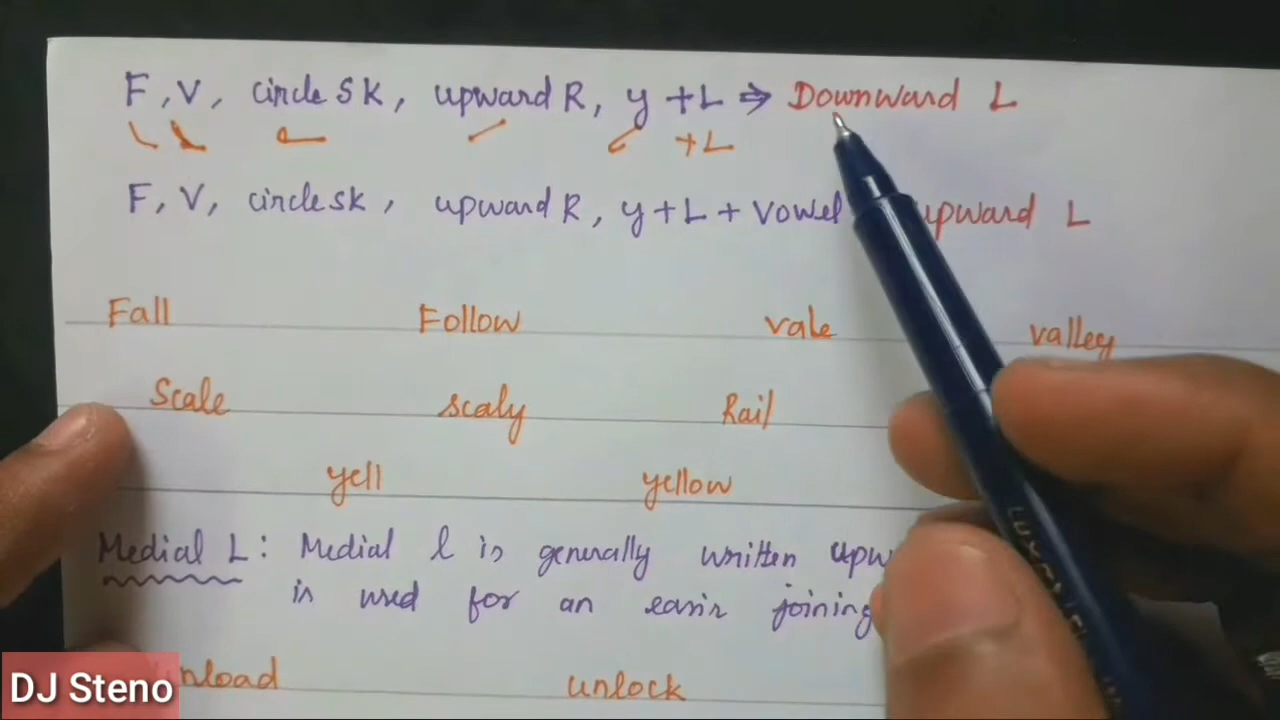 F, V, circle SK, upward R, y + L ⇒ Downward L
+L
F, V, circle SK, upward R, y + L + Vowel upward L
Fall Follow vale valley
Scale scaly Rail
yell yellow
Medial L: Medial l is generally written
is used for an joining
unlock
DJ Steno
LUXOR